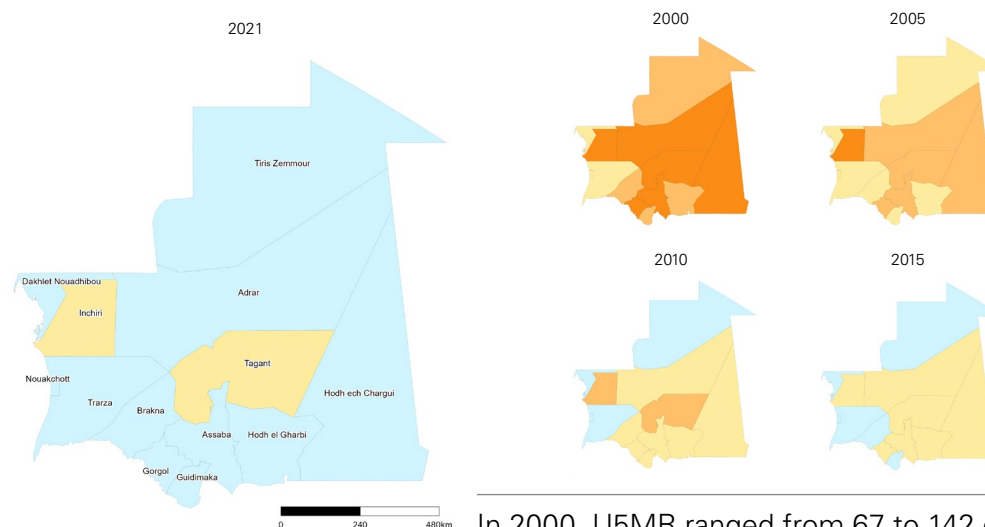 2021
Tiris Zemmour
Dakhlet Nouadhibou
Inchiri
Adrar
Tagant
Nouakchott
Trarza
Brakna
Hodh ech Chargui
Assaba
Hodh el Gharbi
Gorgol
Guidimaka
0 240 480km
2000
2005
2010
2015
In 2000, U5MR ranged from 67 to 142